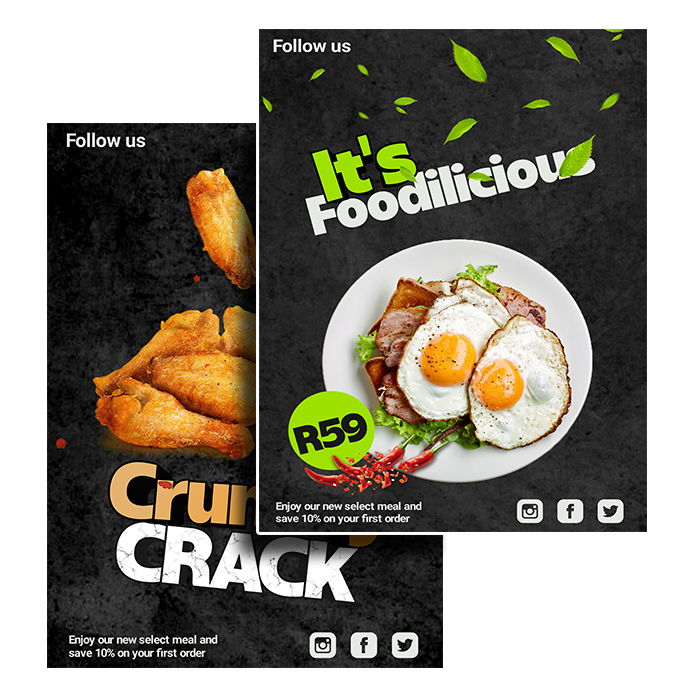 Follow us
It's
Foodilicious
R59
Enjoy our new select meal and
save 10% on your first order
Follow us
CRACK
Enjoy our new select meal and
save 10% on your first order